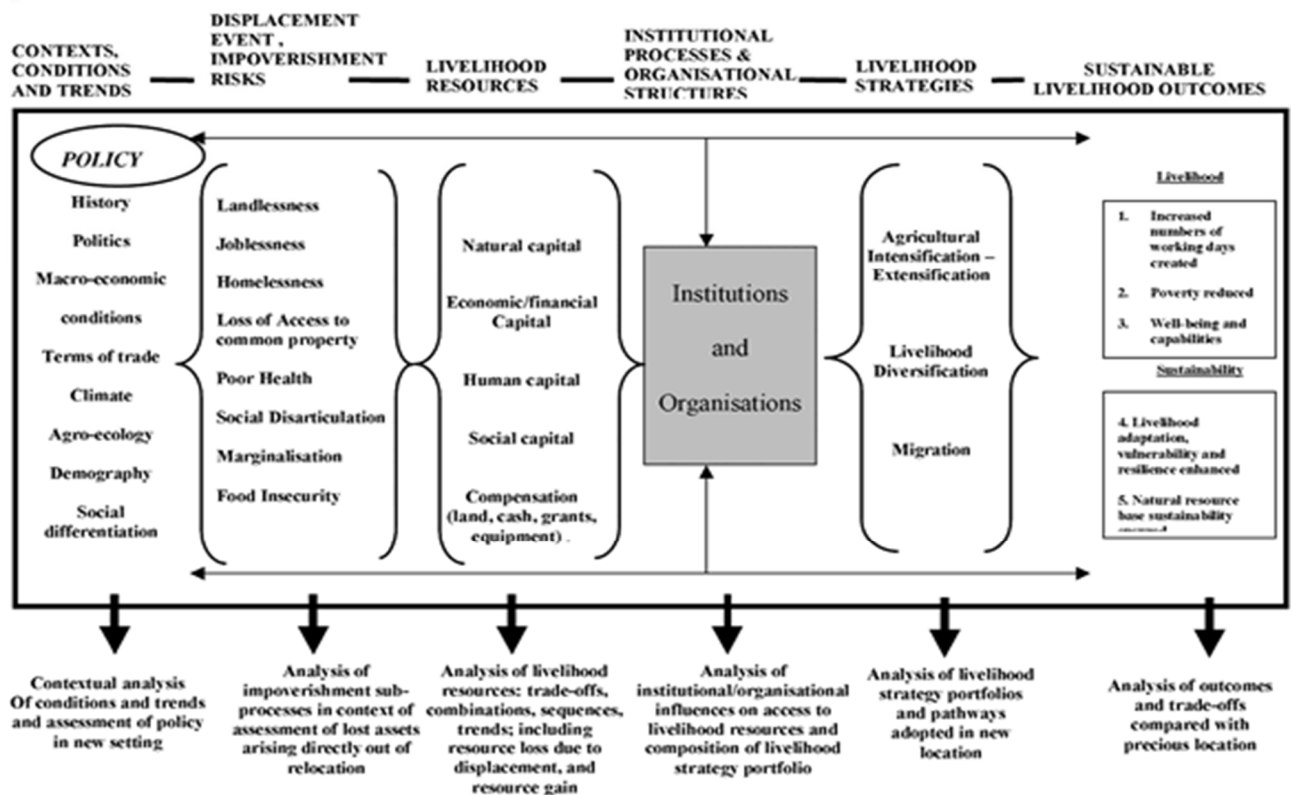 CONTEXTS,
CONDITIONS
AND TRENDS
DISPLACEMENT
EVENT ,
IMPOVERISHMENT
RISKS
LIVELIHOOD
RESOURCES
INSTITUTIONAL
PROCESSES &
ORGANISATIONAL
STRUCTURES
LIVELIHOOD
STRATEGIES
SUSTAINABLE
LIVELIHOOD OUTCOMES
POLICY
History
Politics
Macro-economic
conditions
Terms of trade
Climate
Agro-ecology
Demography
Social
differentiation
Landlessness
Joblessness
Homelessness
Loss of Access to
common property
Poor Health
Social Disarticulation
Marginalisation
Food Insecurity
Natural capital
Economic/financial
Capital
Human capital
Social capital
Compensation
(land, cash, grants,
equipment) .
Institutions
and
Organisations
Agricultural
Intensification –
Extensification
Livelihood
Diversification
Migration
Livelihood
1. Increased
numbers of
working days
created
2. Poverty reduced
3. Well-being and
capabilities
Sustainability
4. Livelihood
adaptation,
vulnerability and
resilience enhanced
5. Natural resource
base sustainability
Contextual analysis
Of conditions and trends
and assessment of policy
in new setting
Analysis of
impoverishment sub-
processes in context of
assessment of lost assets
arising directly out of
relocation
Analysis of livelihood
resources: trade-offs,
combinations, sequences,
trends; including
resource loss due to
displacement, and
resource gain
Analysis of
institutional/organisational
influences on access to
livelihood resources and
composition of livelihood
strategy portfolio
Analysis of livelihood
strategy portfolios
and pathways
adopted in new
location
Analysis of outcomes
and trade-offs
compared with
precious location